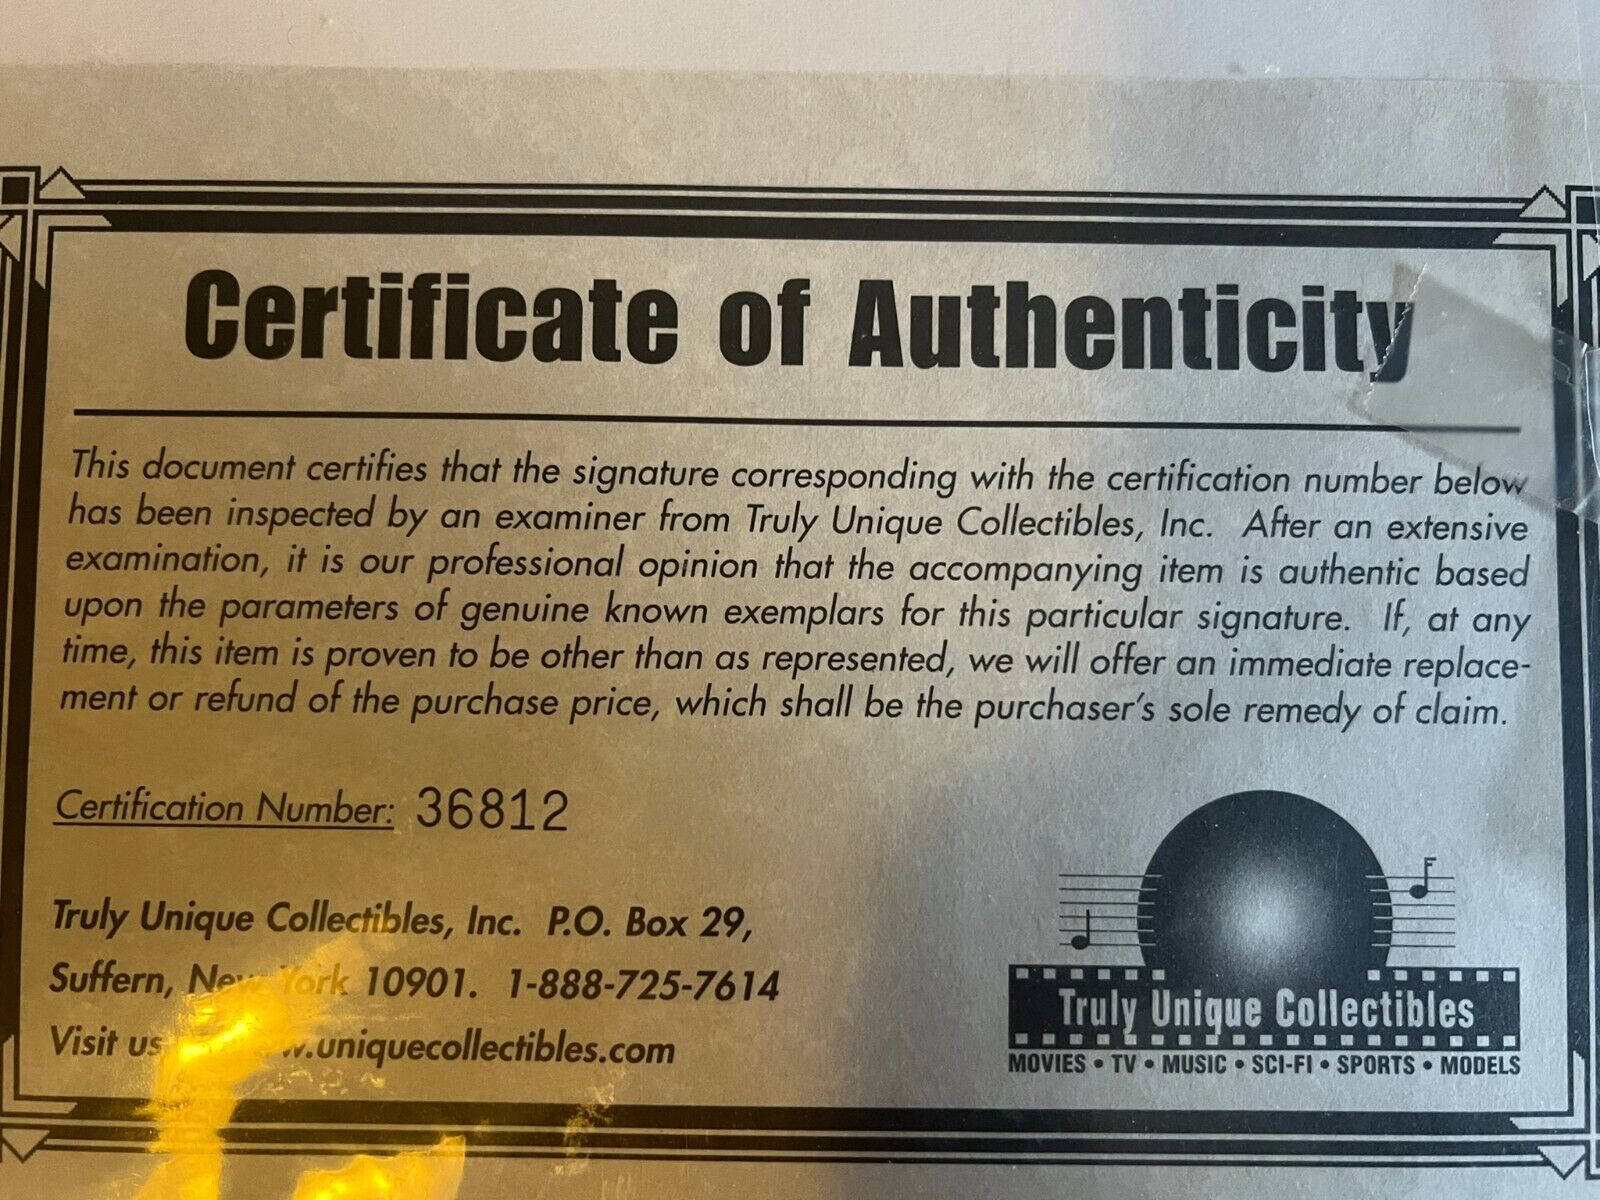 Certificate of Authenticity
This document certifies that the signature corresponding with the certification number below
has been inspected by an examiner from Truly Unique Collectibles, Inc. After an extensive
examination, it is our professional opinion that the accompanying item is authentic based
upon the parameters of genuine known exemplars for this particular signature. If, at any
time, this item is proven to be other than as represented, we will offer an immediate replace-
ment or refund of the purchase price, which shall be the purchaser's sole remedy of claim.
Certification Number: 36812
Truly Unique Collectibles, Inc. P.O. Box 29,
Suffern, New York 10901. 1-888-725-7614
Visit us w.uniquecollectibles.com
Truly Unique Collectibles
MOVIES • TV • MUSIC • SCI-FI • SPORTS • MODELS